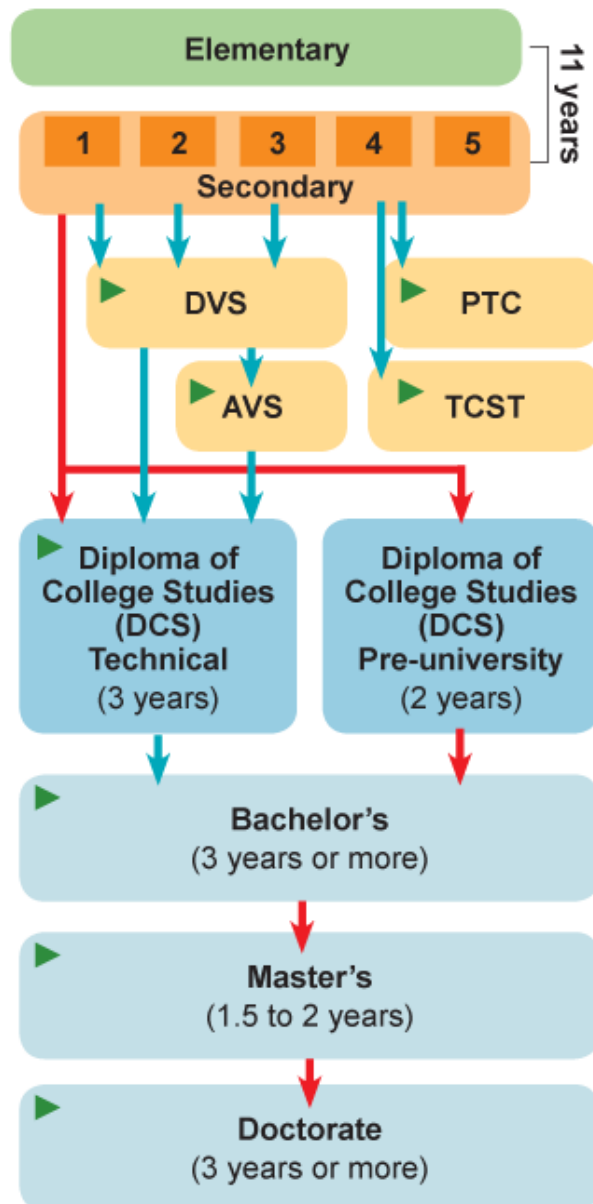 Elementary
11 years
1 2 3 4 5
Secondary
DVS
PTC
AVS
TCST
Diploma of
College Studies
(DCS)
Technical
(3 years)
Diploma of
College Studies
(DCS)
Pre-university
(2 years)
Bachelor’s
(3 years or more)
Master’s
(1.5 to 2 years)
Doctorate
(3 years or more)